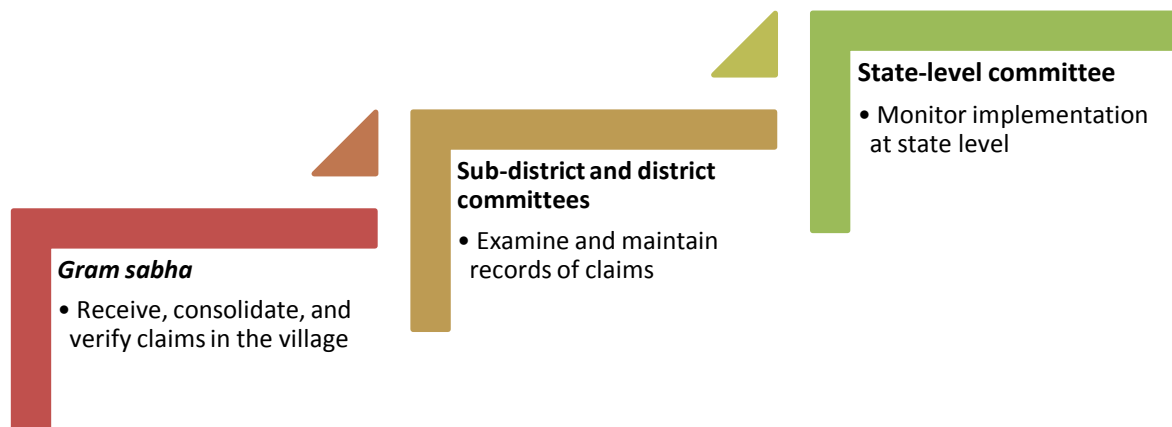 Gram sabha
• Receive, consolidate, and
verify claims in the village
Sub-district and district
committees
• Examine and maintain
records of claims
State-level committee
• Monitor implementation
at state level